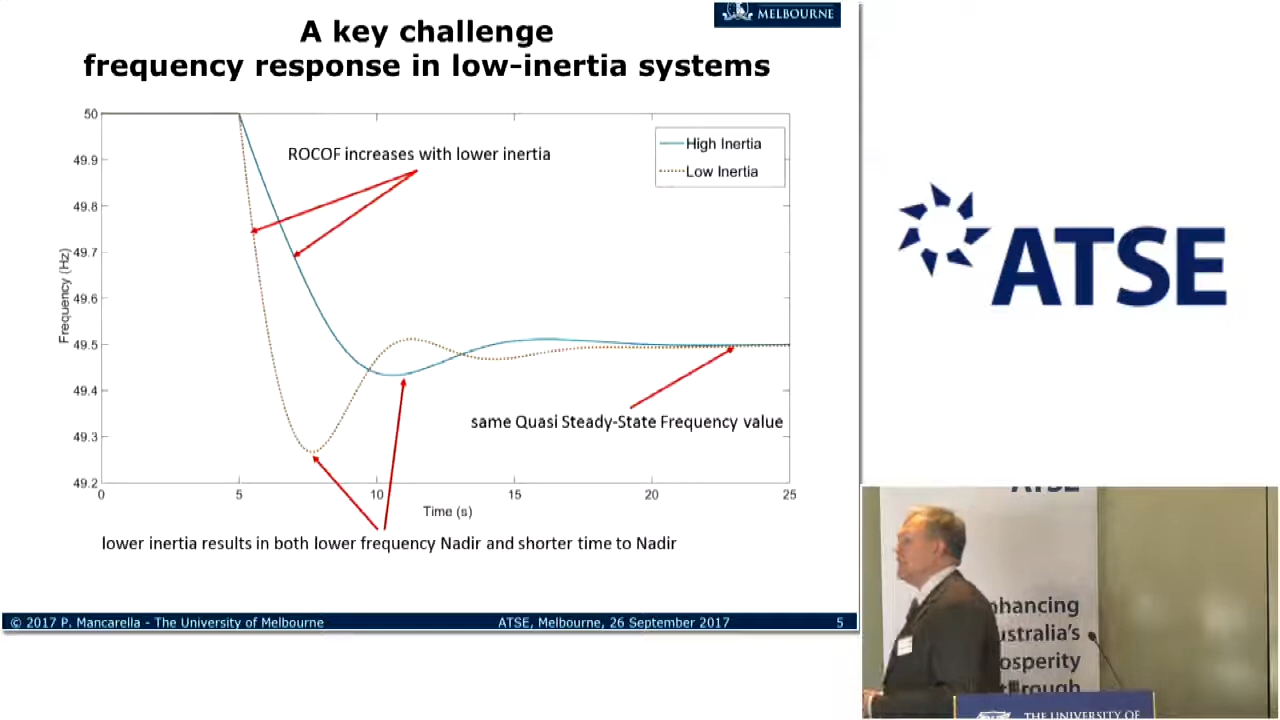 MELBOURNE
A key challenge
frequency response in low-inertia systems
50
49.9
49.8
49.7
49.6
49.5
49.4
49.3
49.2
0
5
10
15
20
25
Frequency (Hz)
Time (s)
High Inertia
Low Inertia
ROCOF increases with lower inertia
same Quasi Steady-State Frequency value
lower inertia results in both lower frequency Nadir and shorter time to Nadir
© 2017 P. Mancarella - The University of Melbourne
ATSE, Melbourne, 26 September 2017
5
ATSE
ATSE
nhancing
ustralia's
osperity
through
THE UNIVERSITY OF